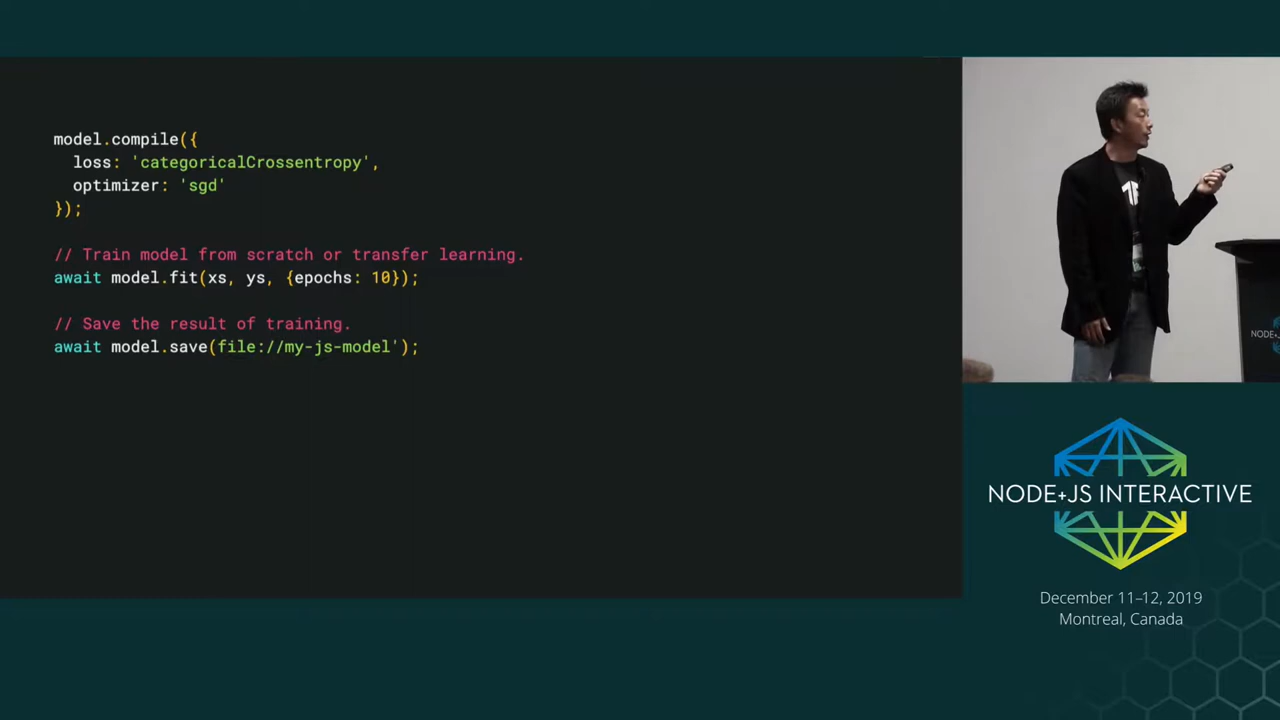 model.compile({
  loss: 'categoricalCrossentropy',
  optimizer: 'sgd'
});
// Train model from scratch or transfer learning.
await model.fit(xs, ys, {epochs: 10});
// Save the result of training.
await model.save(file://my-js-model');
NODE+JS INTERACTIVE
December 11–12, 2019
Montreal, Canada